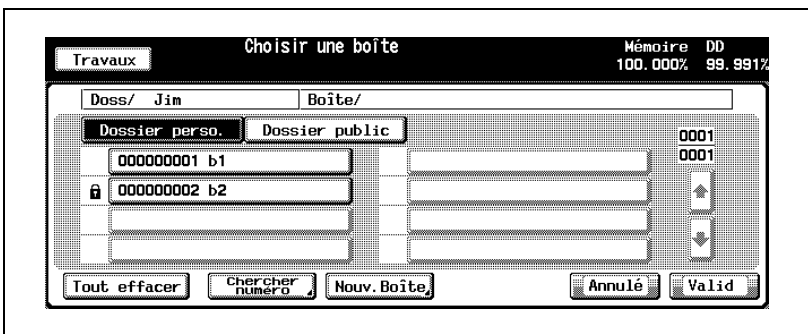 Choisir une boîte
Travaux
Mémoire DD
100.000% 99.991%
Doss/ Jim Boîte/
Dossier perso. Dossier public
0001
0001
000000001 b1
000000002 b2
Tout effacer Chercher numéro Nouv.Boîte Annulé Valid